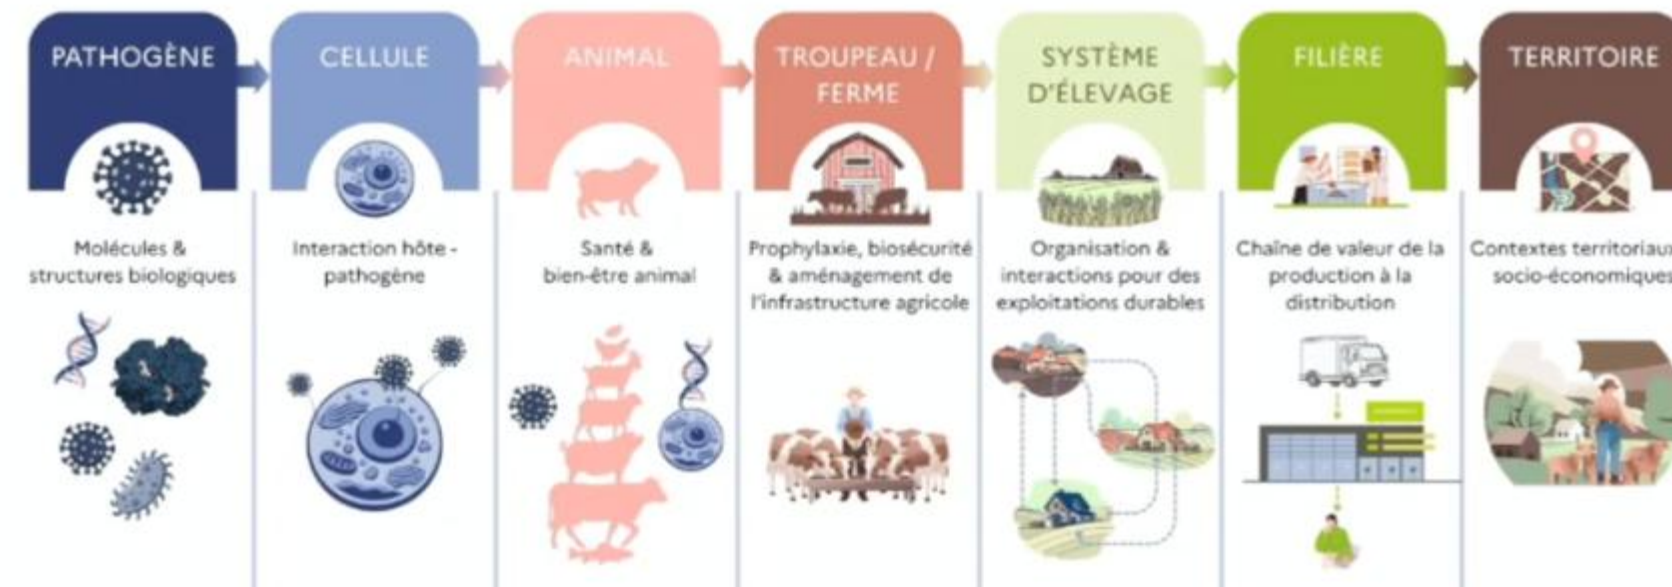 PATHOGÈNE
Molécules &
structures biologiques
CELLULE
Interaction hôte -
pathogène
ANIMAL
Santé &
bien-être animal
TROUPEAU /
FERME
Prophylaxie, biosécurité
& aménagement de
l'infrastructure agricole
SYSTÈME
D'ÉLEVAGE
Organisation &
interactions pour des
exploitations durables
FILIÈRE
Chaîne de valeur de la
production à la
distribution
TERRITOIRE
Contextes territoriaux
socio-économiques